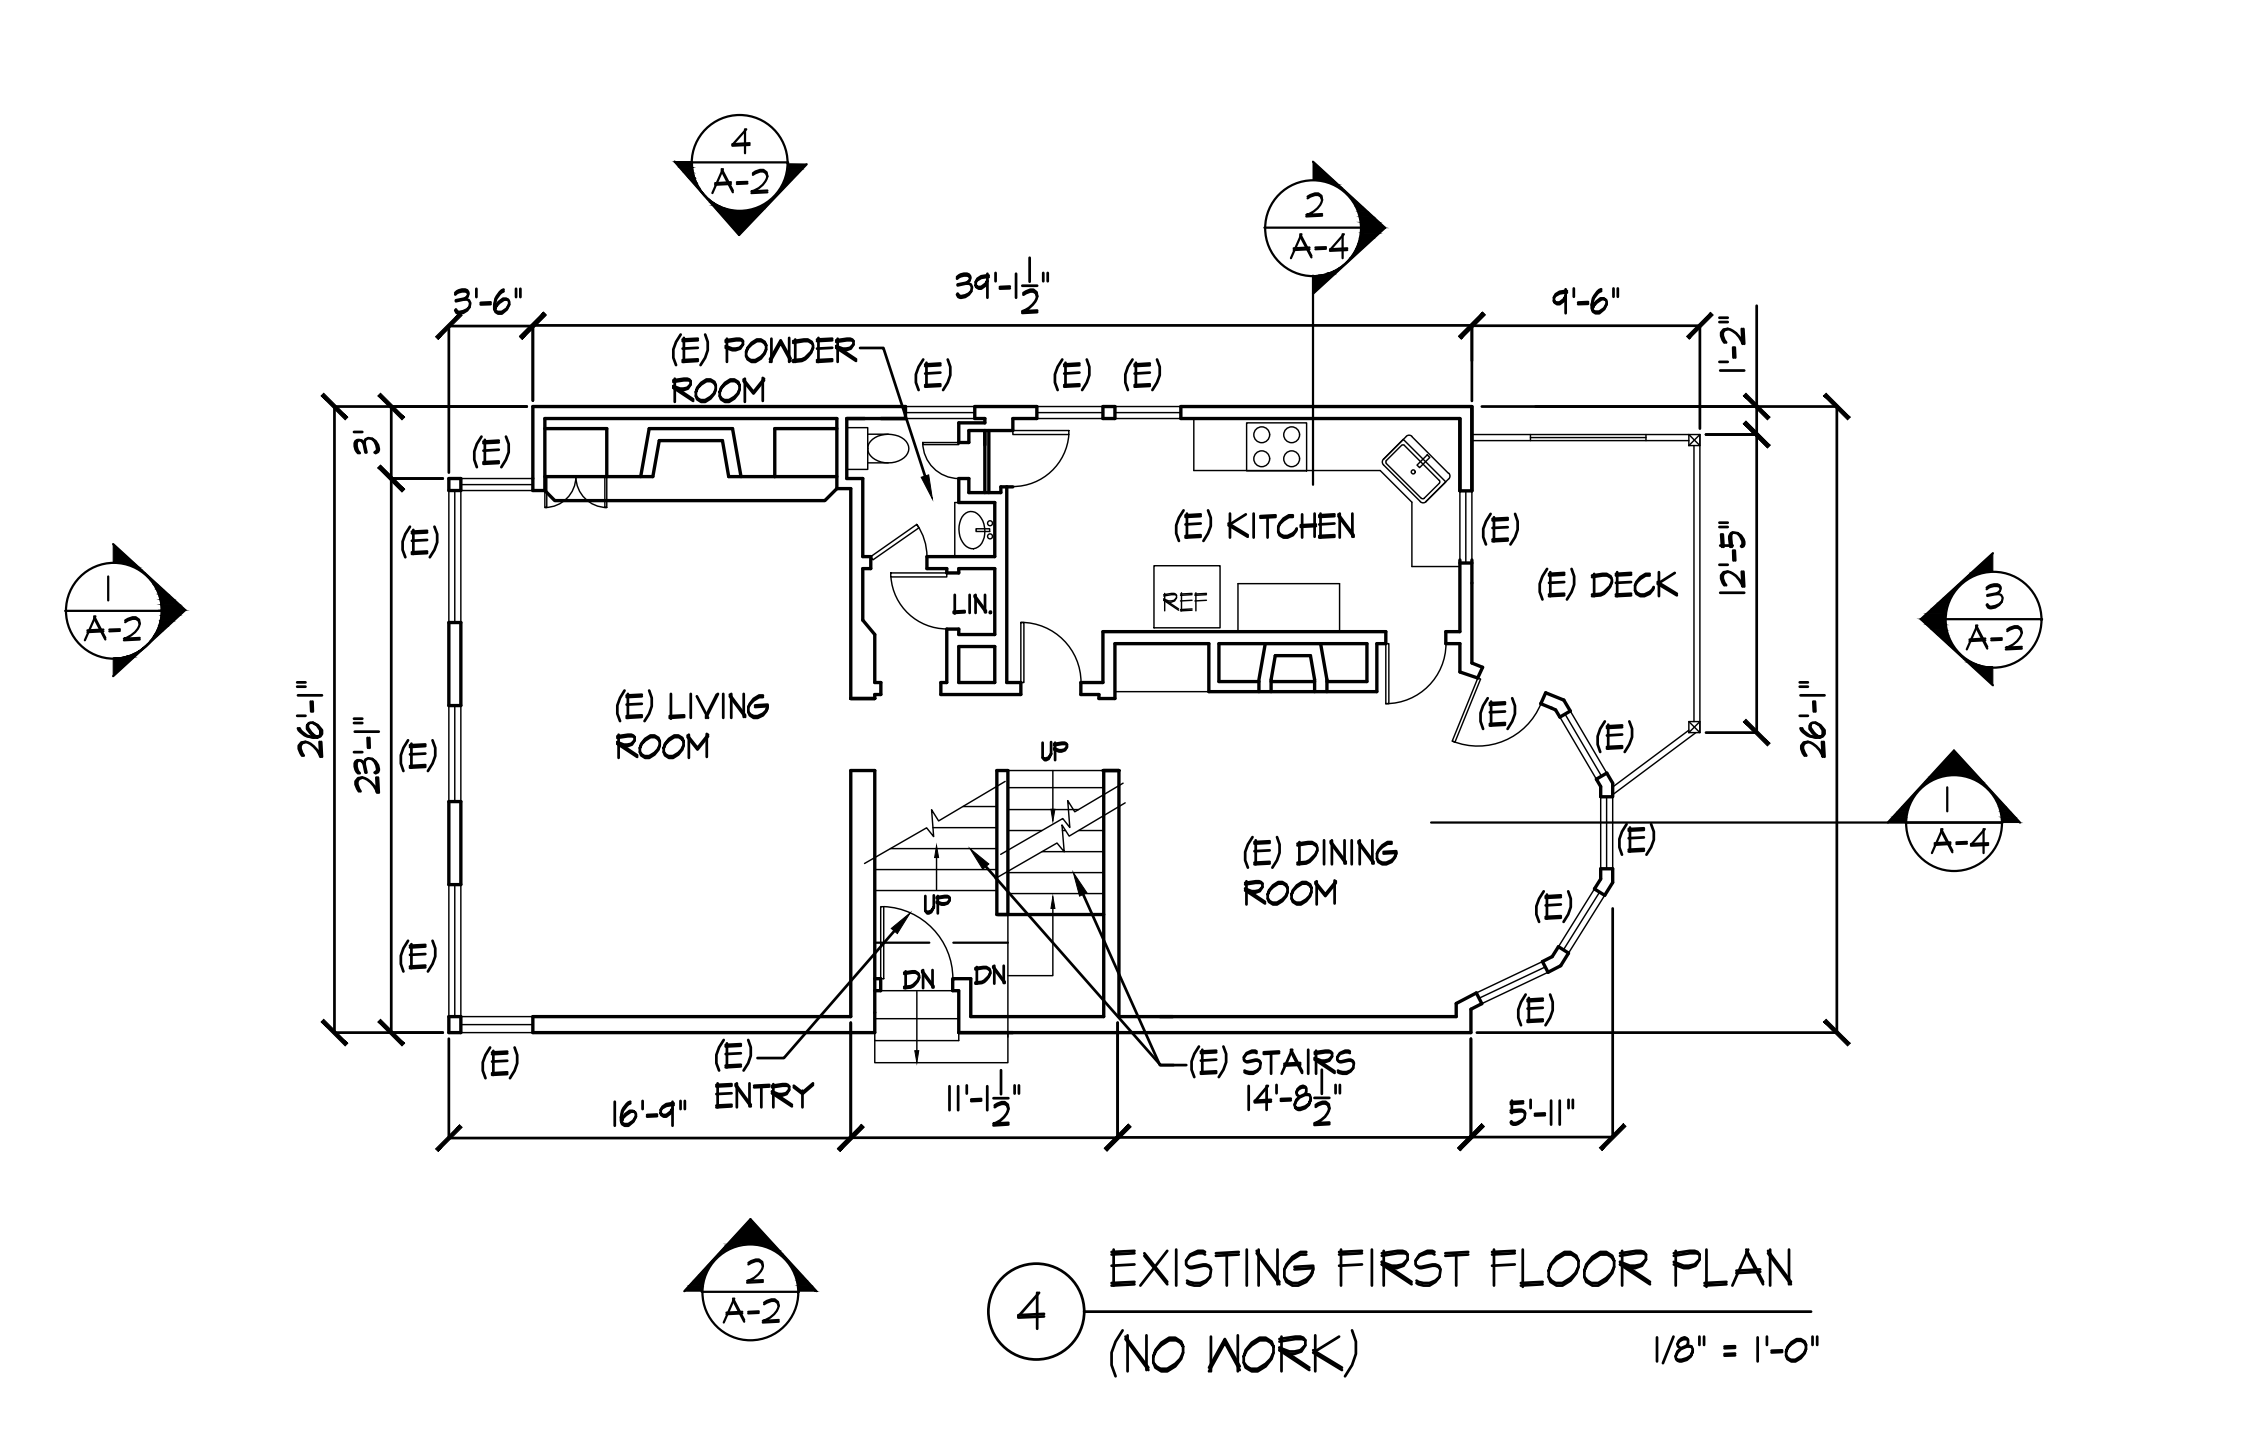 4
A-2
2
A-4
39'-1 1/2"
3'-6"
9'-6"
1'-2"
(E) POWDER
ROOM
(E)
(E)
(E)
3'
(E)
(E)
(E) KITCHEN
(E)
(E) DECK
12'-5"
1
A-2
3
A-2
LIN.
REF
26'-1"
23'-1"
(E) LIVING
ROOM
(E)
(E)
26'-1"
(E)
UP
1
A-4
(E)
(E) DINING
ROOM
UP
(E)
(E)
DN
DN
(E)
(E)
(E)
ENTRY
(E) STAIRS
16'-9"
11'-1 1/2"
14'-8 1/2"
5'-11"
2
A-2
4
EXISTING FIRST FLOOR PLAN
(NO WORK)
1/8" = 1'-0"